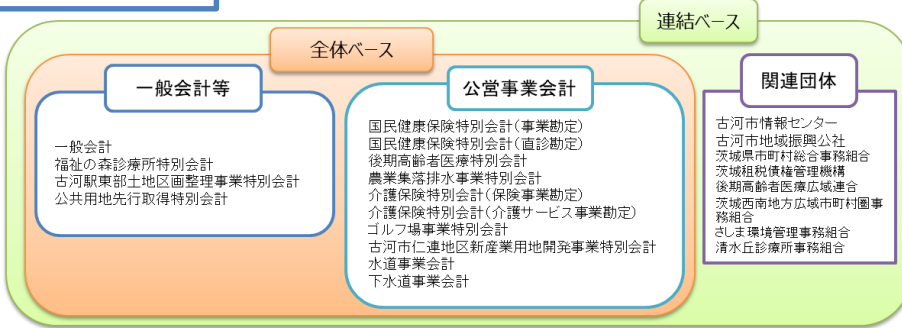 連結ベース
全体ベース
一般会計等
一般会計
福祉の森診療所特別会計
古河駅東部土地区画整理事業特別会計
公共用地先行取得特別会計
公営事業会計
国民健康保険特別会計(事業勘定)
国民健康保険特別会計(直診勘定)
後期高齢者医療特別会計
農業集落排水事業特別会計
介護保険特別会計(保険事業勘定)
介護保険特別会計(介護サービス事業勘定)
ゴルフ場事業特別会計
古河市仁連地区新産業用地開発事業特別会計
水道事業会計
下水道事業会計
関連団体
古河市情報センター
古河市地域振興公社
茨城県市町村総合事務組合
茨城租税債権管理機構
後期高齢者医療広域連合
茨城西南地方広域市町村圏事
務組合
さしま環境管理事務組合
清水丘診療所事務組合